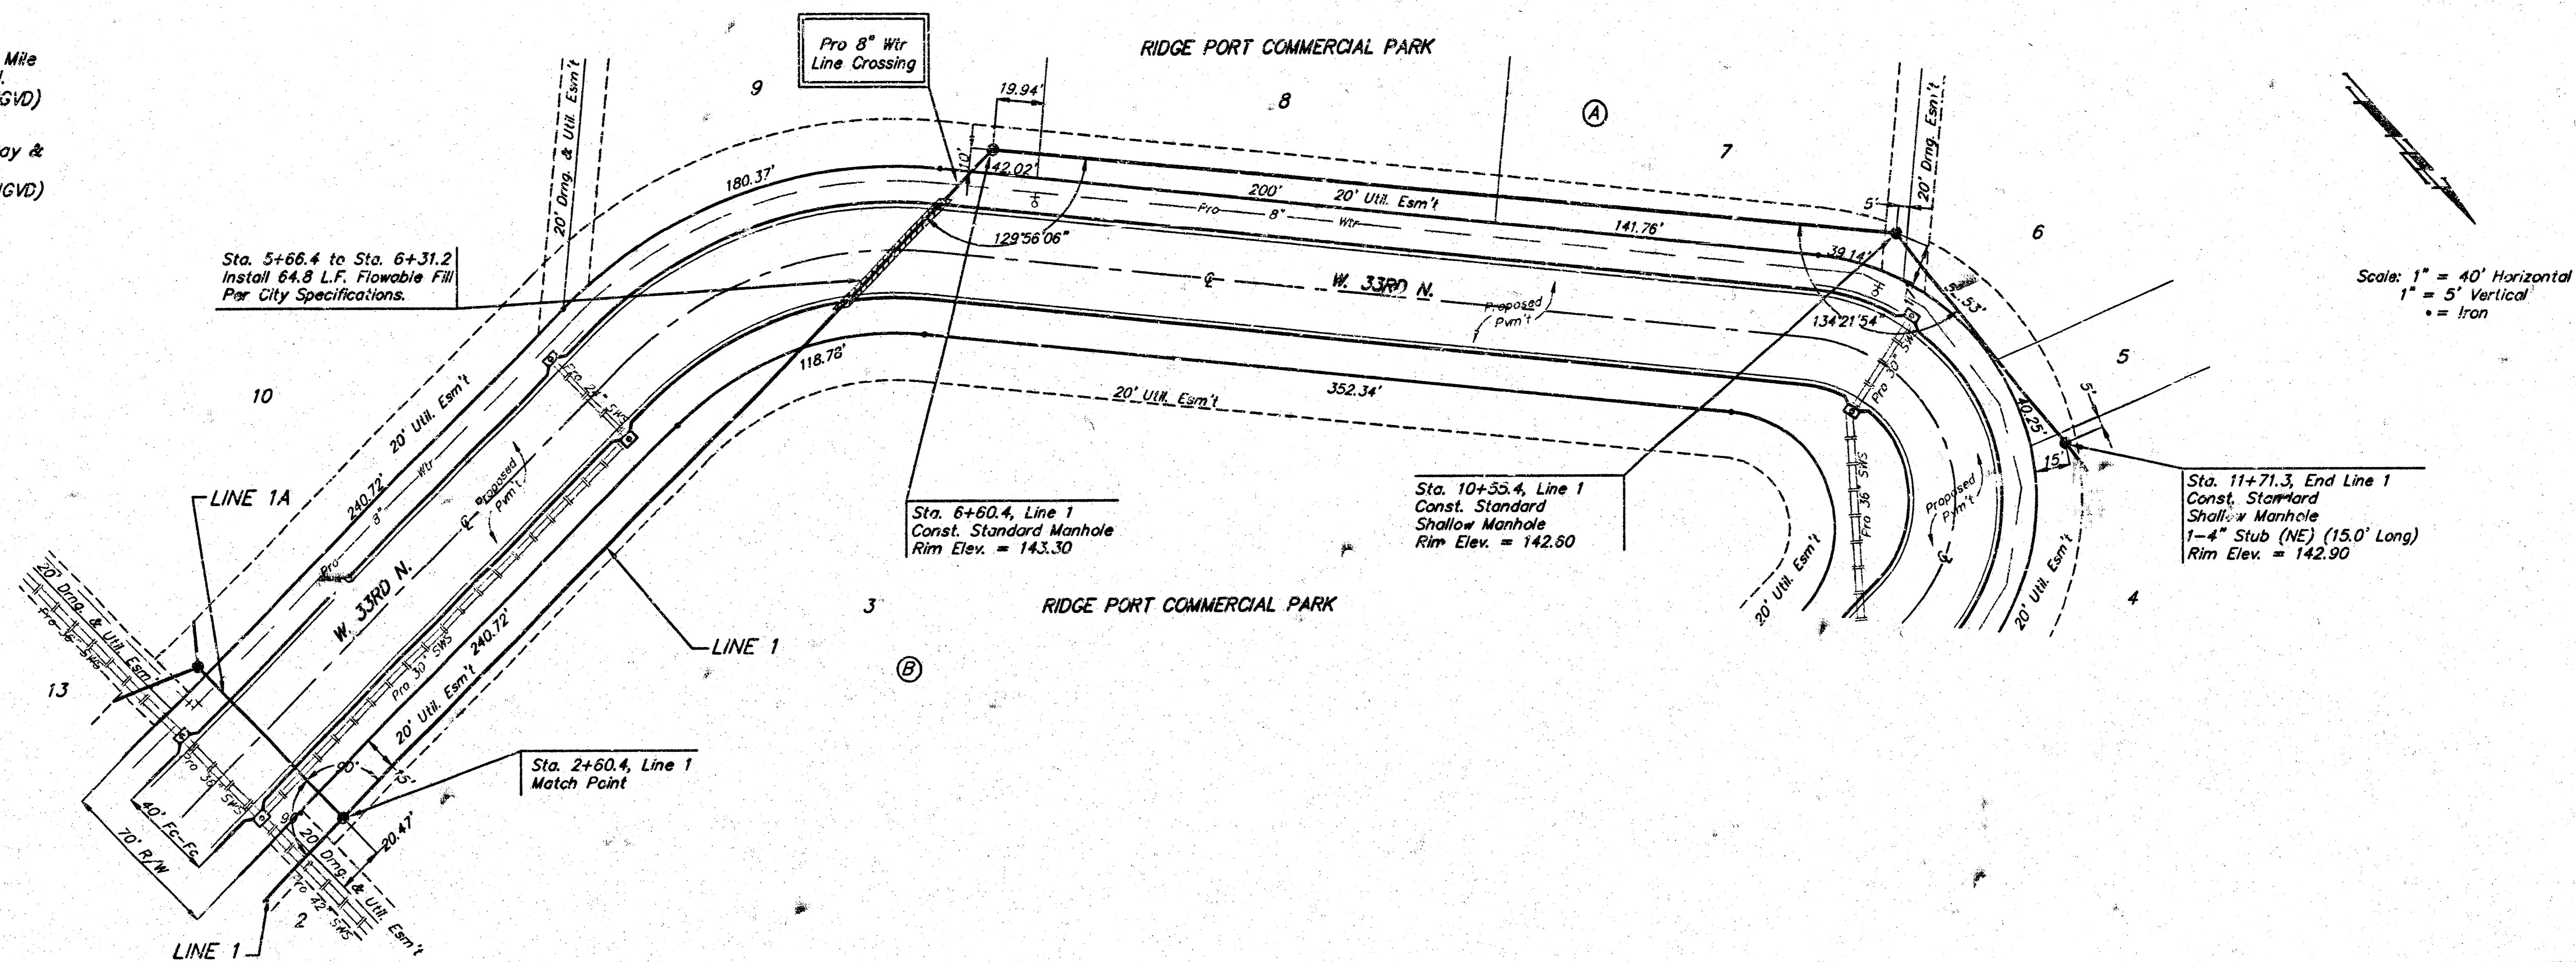 Mile
GVD)
ay &
IGVD)
Pro 8" Wtr
Line Crossing
RIDGE PORT COMMERCIAL PARK
9
8
A
7
6
5
4
10
13
3
B
2
20' Drng. & Util. Esm't
19.94'
10'
42.02'
180.37'
200'
20' Util. Esm't
Pro 8" Wtr
141.76'
5'
20' Drng. Esm't
39.14'
17'
129°56'06"
W. 33RD N.
℄
Proposed
Pvm't
134°21'54"
Pro 30" SWS
Scale: 1" = 40' Horizontal
1" = 5' Vertical
• = Iron
Sta. 5+66.4 to Sta. 6+31.2
Install 64.8 L.F. Flowable Fill
Per City Specifications.
118.78'
352.34'
20' Util. Esm't
40.25'
5'
15'
20' Util. Esm't
240.72'
Pro 8" Wtr
LINE 1A
℄ Proposed
Pvm't
W. 33RD N.
Sta. 6+60.4, Line 1
Const. Standard Manhole
Rim Elev. = 143.30
Sta. 10+55.4, Line 1
Const. Standard
Shallow Manhole
Rim Elev. = 142.60
Sta. 11+71.3, End Line 1
Const. Standard
Shallow Manhole
1-4" Stub (NE) (15.0' Long)
Rim Elev. = 142.90
Pro 36" SWS
Proposed
Pvm't
℄
20' Util. Esm't
20' Util. Esm't
RIDGE PORT COMMERCIAL PARK
LINE 1
20' Drng. & Util. Esm't
Pro 36" SWS
Pro 30" SWS
240.72'
20' Util. Esm't
90°
15'
Sta. 2+60.4, Line 1
Match Point
Pro 36" SWS
40' Fc-Fc
70' R/W
20.47'
20' Drng. & Util. Esm't
Pro 42" SWS
LINE 1